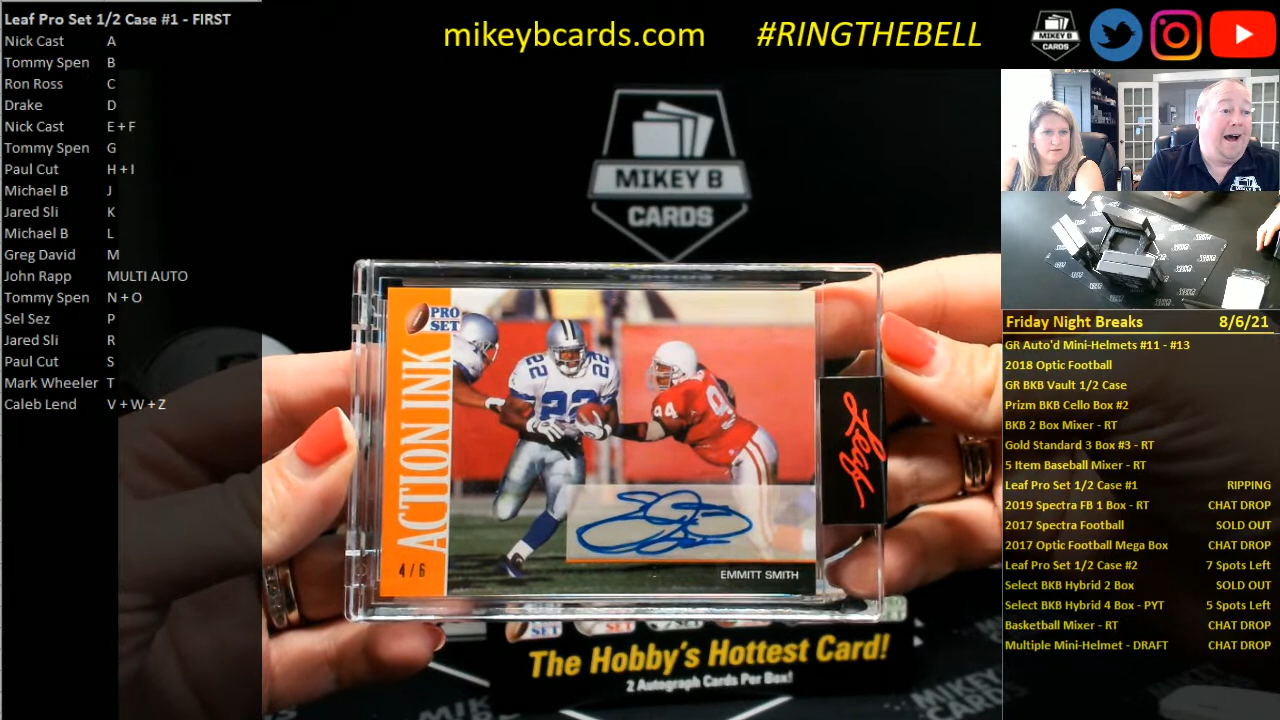 Leaf Pro Set 1/2 Case #1 - FIRST
Nick Cast A
Tommy Spen B
Ron Ross C
Drake D
Nick Cast E + F
Tommy Spen G
Paul Cut H + I
Michael B J
Jared Sli K
Michael B L
Greg David M
John Rapp MULTI AUTO
Tommy Spen N + O
Sel Sez P
Jared Sli R
Paul Cut S
Mark Wheeler T
Caleb Lend V + W + Z
mikeybcards.com #RINGTHEBELL
MIKEY B
CARDS
MIKEY B
CARDS
PRO
SET
ACTION INK
4/6
22
22
22
94
EMMITT SMITH
Leaf
SET
The Hobby's Hottest Card!
2 Autograph Cards Per Box!
MIKEY
CARDS
Friday Night Breaks 8/6/21
GR Auto'd Mini-Helmets #11 - #13
2018 Optic Football
GR BKB Vault 1/2 Case
Prizm BKB Cello Box #2
BKB 2 Box Mixer - RT
Gold Standard 3 Box #3 - RT
5 Item Baseball Mixer - RT
Leaf Pro Set 1/2 Case #1 RIPPING
2019 Spectra FB 1 Box - RT CHAT DROP
2017 Spectra Football SOLD OUT
2017 Optic Football Mega Box CHAT DROP
Leaf Pro Set 1/2 Case #2 7 Spots Left
Select BKB Hybrid 2 Box SOLD OUT
Select BKB Hybrid 4 Box - PYT 5 Spots Left
Basketball Mixer - RT CHAT DROP
Multiple Mini-Helmet - DRAFT CHAT DROP